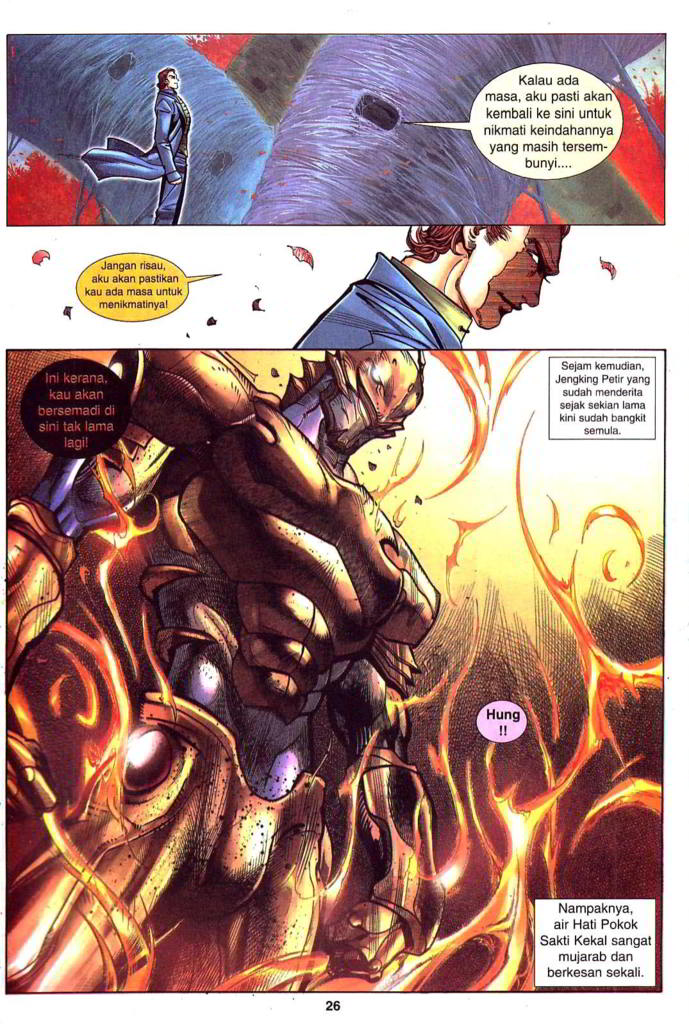 Kalau ada
masa, aku pasti akan
kembali ke sini untuk
nikmati keindahannya
yang masih tersem-
bunyi....
Jangan risau,
aku akan pastikan
kau ada masa untuk
menikmatinya!
Ini kerana,
kau akan
bersemadi di
sini tak lama
lagi!
Sejam kemudian,
Jengking Petir yang
sudah menderita
sejak sekian lama
kini sudah bangkit
semula.
Hung
!!
Nampaknya,
air Hati Pokok
Sakti Kekal sangat
mujarab dan
berkesan sekali.
26